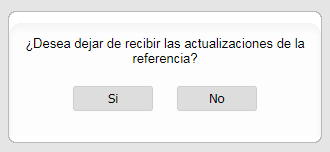 ¿Desea dejar de recibir las actualizaciones de la
referencia?
Si No